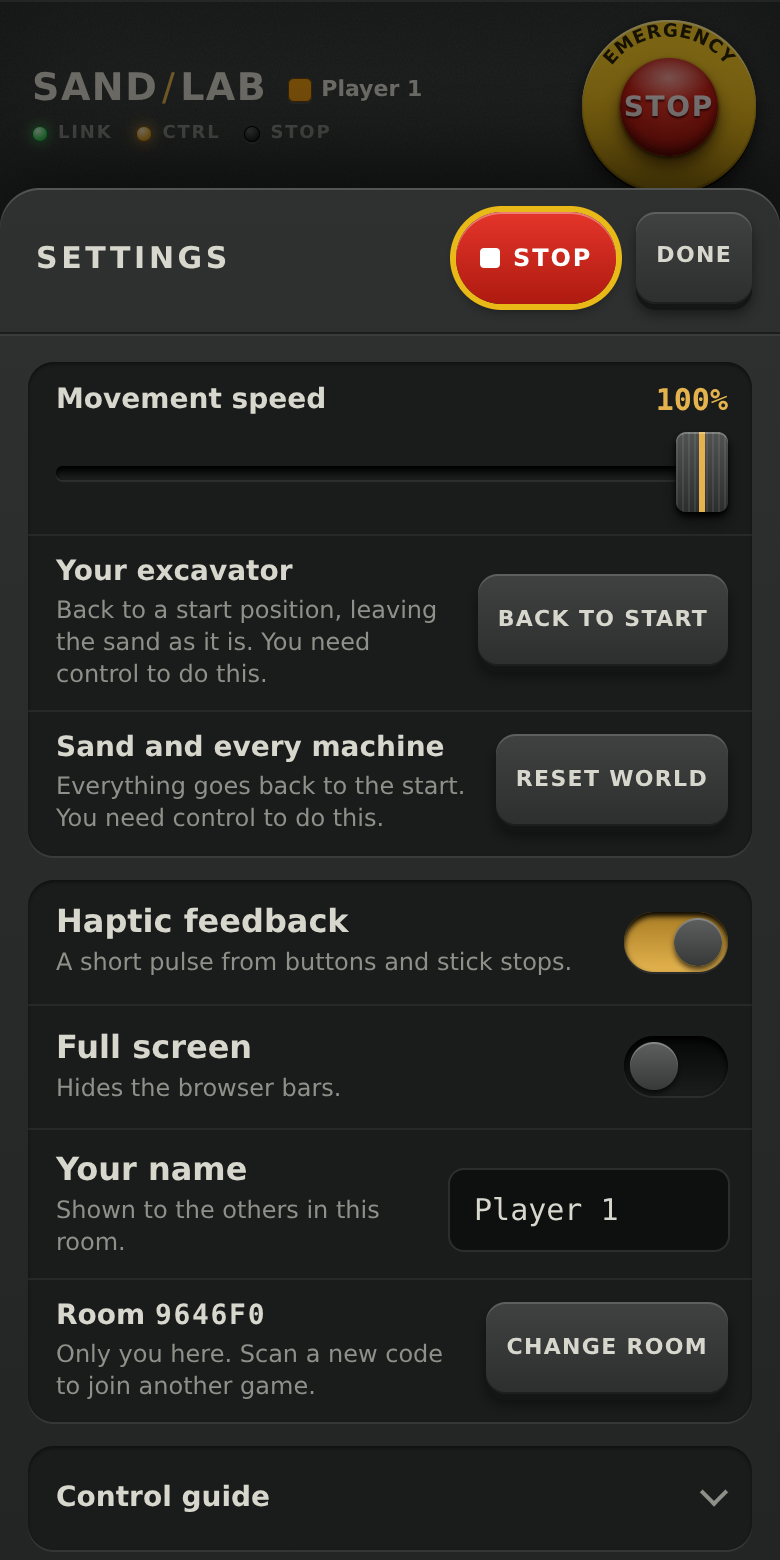 EMERGENCY
STOP
SAND/LAB Player 1
LINK CTRL STOP
SETTINGS STOP DONE
Movement speed 100%
Your excavator
Back to a start position, leaving
the sand as it is. You need
control to do this.
BACK TO START
Sand and every machine
Everything goes back to the start.
You need control to do this.
RESET WORLD
Haptic feedback
A short pulse from buttons and stick stops.
Full screen
Hides the browser bars.
Your name
Shown to the others in this
room.
Player 1
Room 9646F0
Only you here. Scan a new code
to join another game.
CHANGE ROOM
Control guide